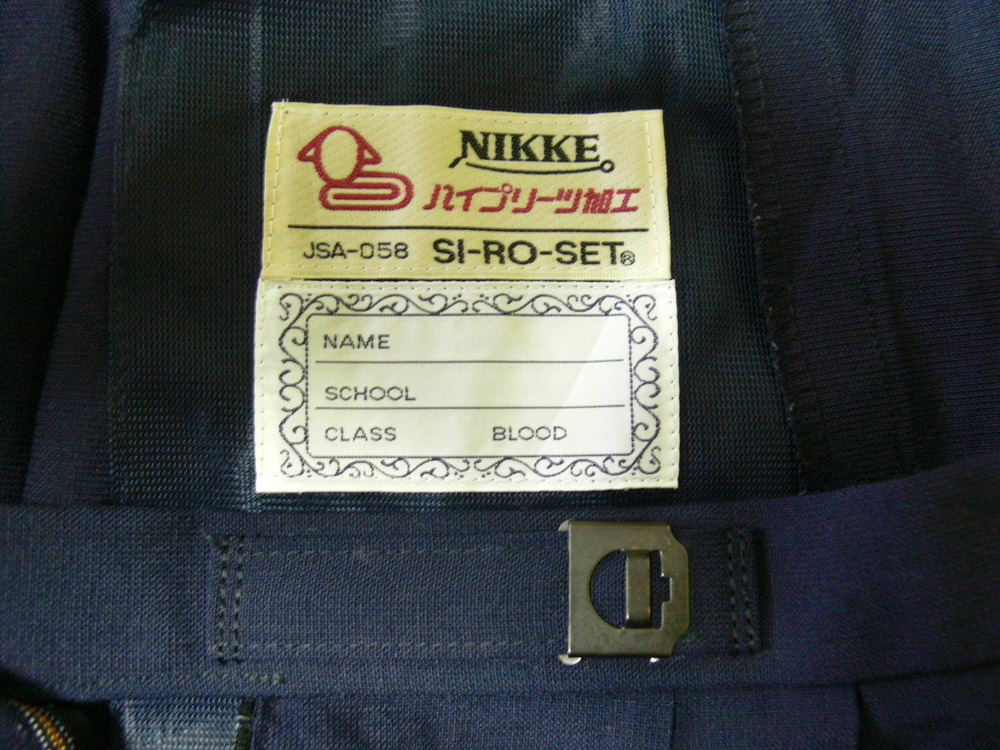 NIKKE
ハイプリーツ加工
JSA-058 SI-RO-SET®
NAME
SCHOOL
CLASS BLOOD